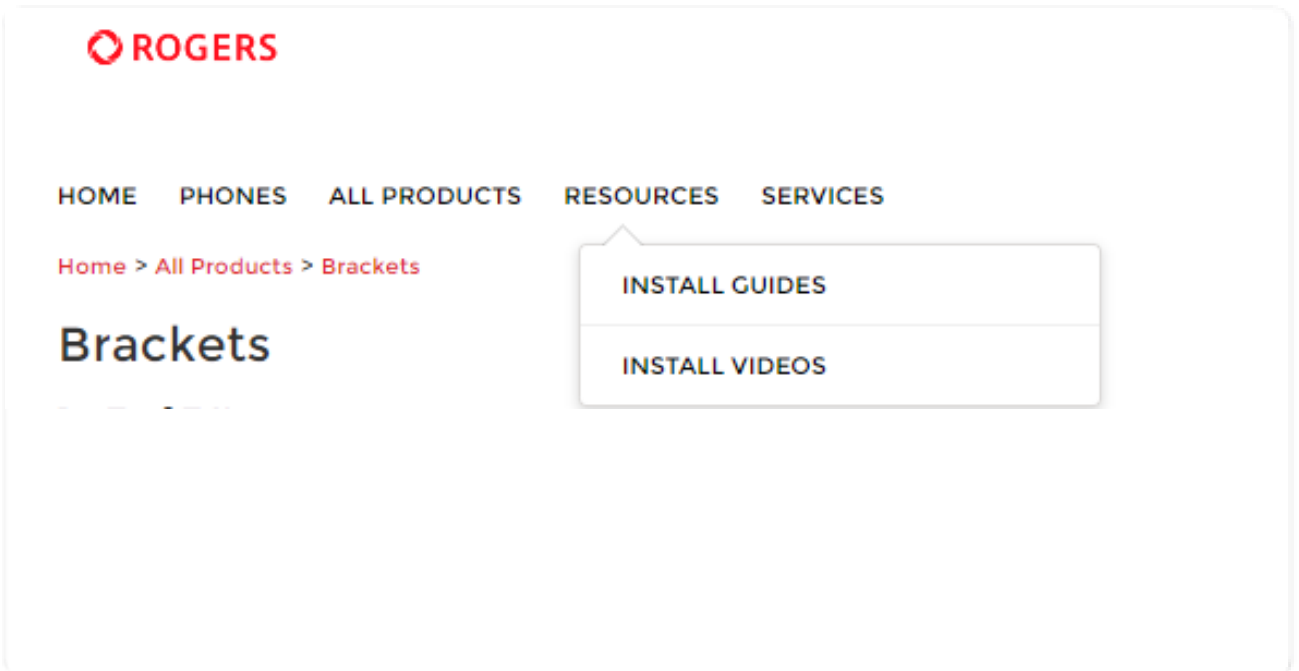 ROGERS
HOME PHONES ALL PRODUCTS RESOURCES SERVICES
Home > All Products > Brackets
INSTALL GUIDES
Brackets
INSTALL VIDEOS